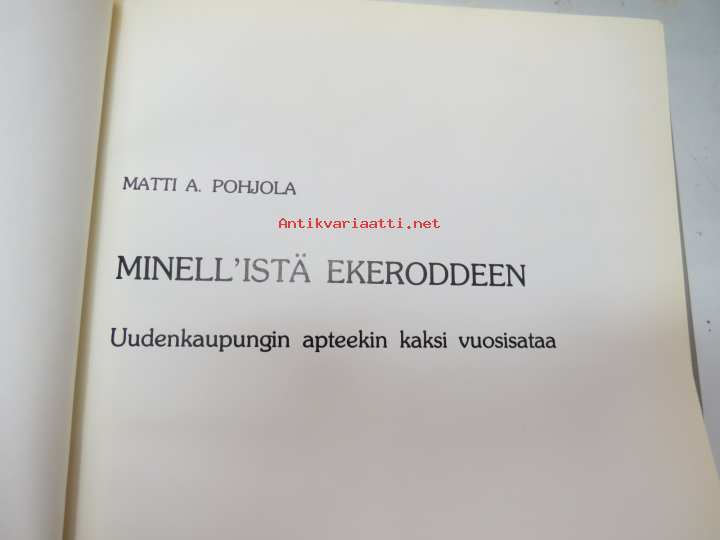 MATTI A. POHJOLA
Antikvariaatti.net
MINELL'ISTÄ EKERODDEEN
Uudenkaupungin apteekin kaksi vuosisataa